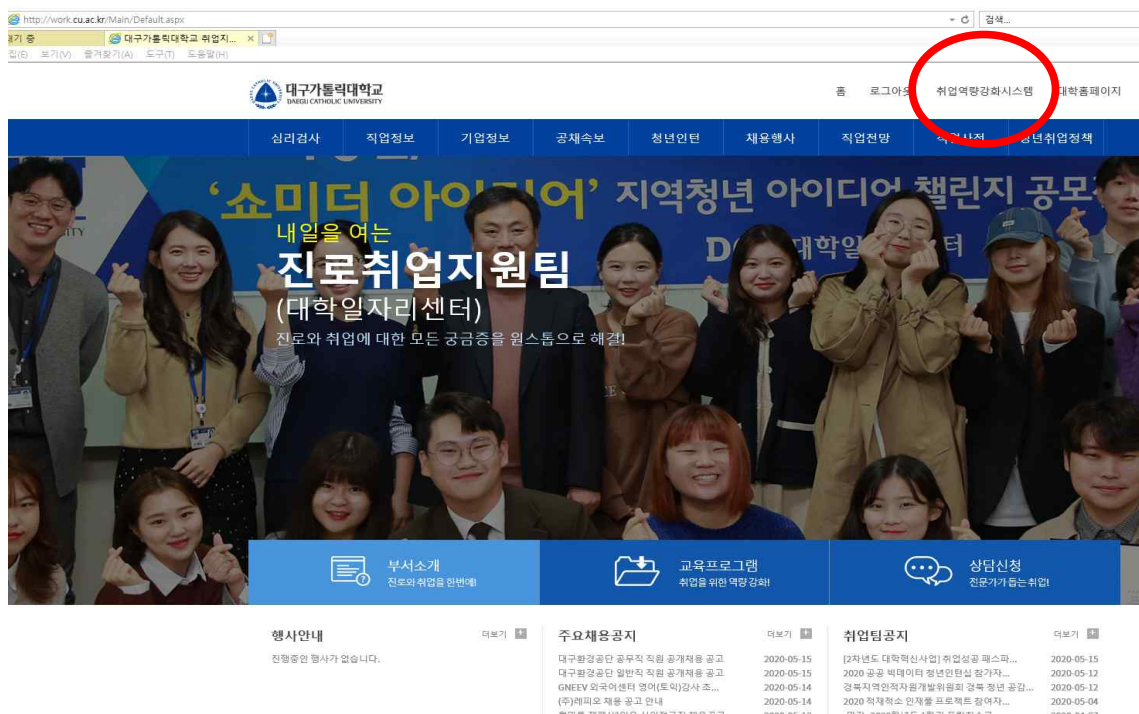 http://work.cu.ac.kr/Main/Default.aspx
검색...
기 중
대구가톨릭대학교 취업지...
집(E) 보기(V) 즐겨찾기(A) 도구(T) 도움말(H)
대구가톨릭대학교
DAEGU CATHOLIC UNIVERSITY
홈 로그아웃 취업역량강화시스템 대학홈페이지
심리검사 직업정보 기업정보 공채속보 청년인턴 채용행사 직업전망 직업사전 청년취업정책
‘쇼미더 아이디어’ 지역청년 아이디어 챌린지 공모
내일을 여는
진로취업지원팀
(대학일자리센터)
진로와 취업에 대한 모든 궁금증을 원스톱으로 해결!
부서소개
진로와 취업을 한번에!
교육프로그램
취업을 위한 역량 강화!
상담신청
전문가가 돕는 취업!
행사안내 더보기
진행중인 행사가 없습니다.
주요채용공지 더보기
대구환경공단 공무직 직원 공개채용 공고 2020-05-15
대구환경공단 일반직 직원 공개채용 공고 2020-05-15
GNEEV 외국어센터 영어(토익)강사 초... 2020-05-14
(주)레피오 채용 공고 안내 2020-05-14
취업팀공지 더보기
[2차년도 대학혁신사업] 취업성공 패스파... 2020-05-15
2020 공공 빅데이터 청년인턴십 참가자... 2020-05-12
경북지역인적자원개발위원회 경북 청년 공감... 2020-05-12
2020 적재적소 인재풀 프로젝트 참여자... 2020-05-04